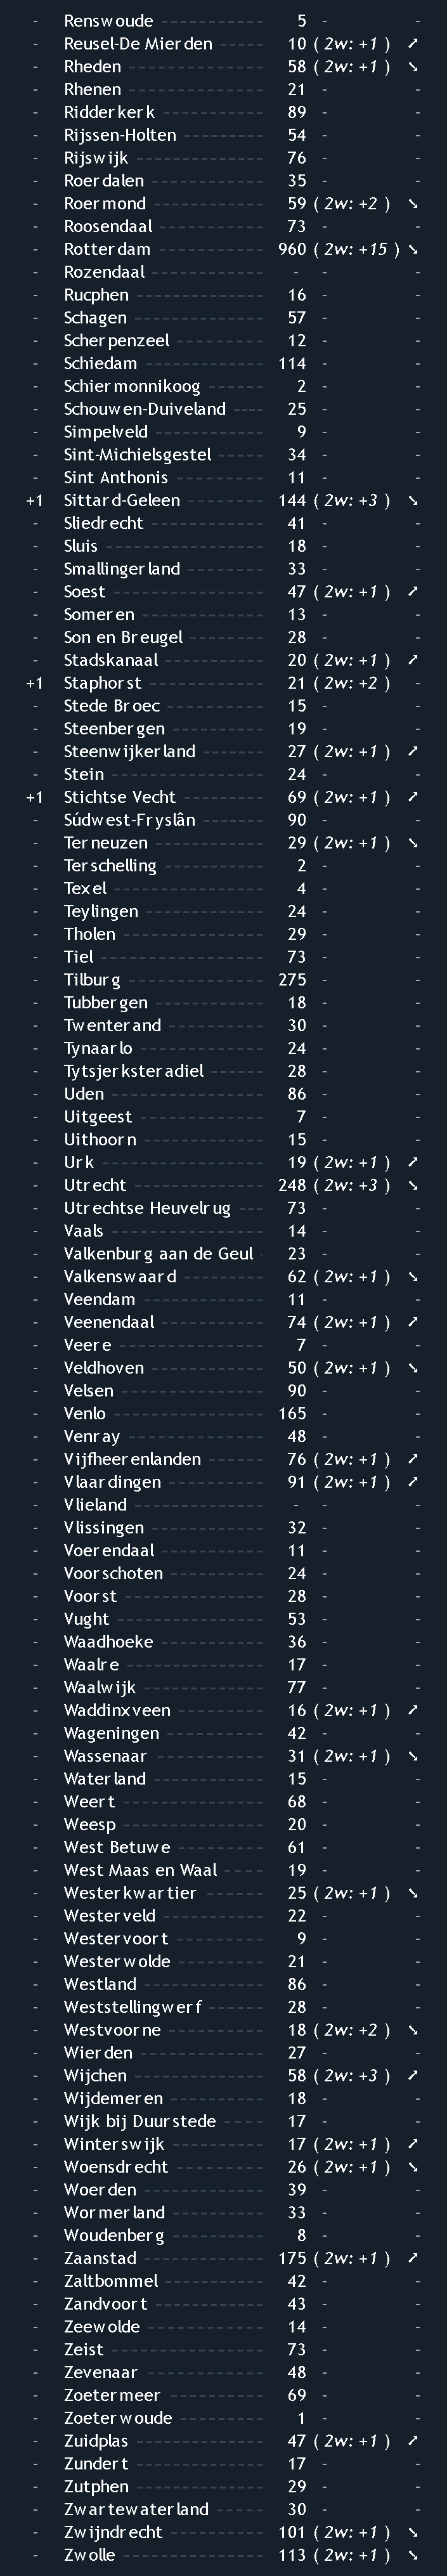 - Renswoude 5 - -
- Reusel-De Mierden 10 ( 2w: +1 ) ➚
- Rheden 58 ( 2w: +1 ) ➘
- Rhenen 21 - -
- Ridderkerk 89 - -
- Rijssen-Holten 54 - -
- Rijswijk 76 - -
- Roerdalen 35 - -
- Roermond 59 ( 2w: +2 ) ➘
- Roosendaal 73 - -
- Rotterdam 960 ( 2w: +15 ) ➘
- Rozendaal - - -
- Rucphen 16 - -
- Schagen 57 - -
- Scherpenzeel 12 - -
- Schiedam 114 - -
- Schiermonnikoog 2 - -
- Schouwen-Duiveland 25 - -
- Simpelveld 9 - -
- Sint-Michielsgestel 34 - -
- Sint Anthonis 11 - -
+1 Sittard-Geleen 144 ( 2w: +3 ) ➘
- Sliedrecht 41 - -
- Sluis 18 - -
- Smallingerland 33 - -
- Soest 47 ( 2w: +1 ) ➚
- Someren 13 - -
- Son en Breugel 28 - -
- Stadskanaal 20 ( 2w: +1 ) ➚
+1 Staphorst 21 ( 2w: +2 ) -
- Stede Broec 15 - -
- Steenbergen 19 - -
- Steenwijkerland 27 ( 2w: +1 ) ➚
- Stein 24 - -
+1 Stichtse Vecht 69 ( 2w: +1 ) ➚
- Súdwest-Fryslân 90 - -
- Terneuzen 29 ( 2w: +1 ) ➘
- Terschelling 2 - -
- Texel 4 - -
- Teylingen 24 - -
- Tholen 29 - -
- Tiel 73 - -
- Tilburg 275 - -
- Tubbergen 18 - -
- Twenterand 30 - -
- Tynaarlo 24 - -
- Tytsjerksteradiel 28 - -
- Uden 86 - -
- Uitgeest 7 - -
- Uithoorn 15 - -
- Urk 19 ( 2w: +1 ) ➚
- Utrecht 248 ( 2w: +3 ) ➘
- Utrechtse Heuvelrug 73 - -
- Vaals 14 - -
- Valkenburg aan de Geul 23 - -
- Valkenswaard 62 ( 2w: +1 ) ➘
- Veendam 11 - -
- Veenendaal 74 ( 2w: +1 ) ➚
- Veere 7 - -
- Veldhoven 50 ( 2w: +1 ) ➘
- Velsen 90 - -
- Venlo 165 - -
- Venray 48 - -
- Vijfheerenlanden 76 ( 2w: +1 ) ➚
- Vlaardingen 91 ( 2w: +1 ) ➚
- Vlieland - - -
- Vlissingen 32 - -
- Voerendaal 11 - -
- Voorschoten 24 - -
- Voorst 28 - -
- Vught 53 - -
- Waadhoeke 36 - -
- Waalre 17 - -
- Waalwijk 77 - -
- Waddinxveen 16 ( 2w: +1 ) ➚
- Wageningen 42 - -
- Wassenaar 31 ( 2w: +1 ) ➘
- Waterland 15 - -
- Weert 68 - -
- Weesp 20 - -
- West Betuwe 61 - -
- West Maas en Waal 19 - -
- Westerkwartier 25 ( 2w: +1 ) ➘
- Westerveld 22 - -
- Westervoort 9 - -
- Westerwolde 21 - -
- Westland 86 - -
- Weststellingwerf 28 - -
- Westvoorne 18 ( 2w: +2 ) ➘
- Wierden 27 - -
- Wijchen 58 ( 2w: +3 ) ➚
- Wijdemeren 18 - -
- Wijk bij Duurstede 17 - -
- Winterswijk 17 ( 2w: +1 ) ➚
- Woensdrecht 26 ( 2w: +1 ) ➘
- Woerden 39 - -
- Wormerland 33 - -
- Woudenberg 8 - -
- Zaanstad 175 ( 2w: +1 ) ➚
- Zaltbommel 42 - -
- Zandvoort 43 - -
- Zeewolde 14 - -
- Zeist 73 - -
- Zevenaar 48 - -
- Zoetermeer 69 - -
- Zoeterwoude 1 - -
- Zuidplas 47 ( 2w: +1 ) ➚
- Zundert 17 - -
- Zutphen 29 - -
- Zwartewaterland 30 - -
- Zwijndrecht 101 ( 2w: +1 ) ➘
- Zwolle 113 ( 2w: +1 ) ➘